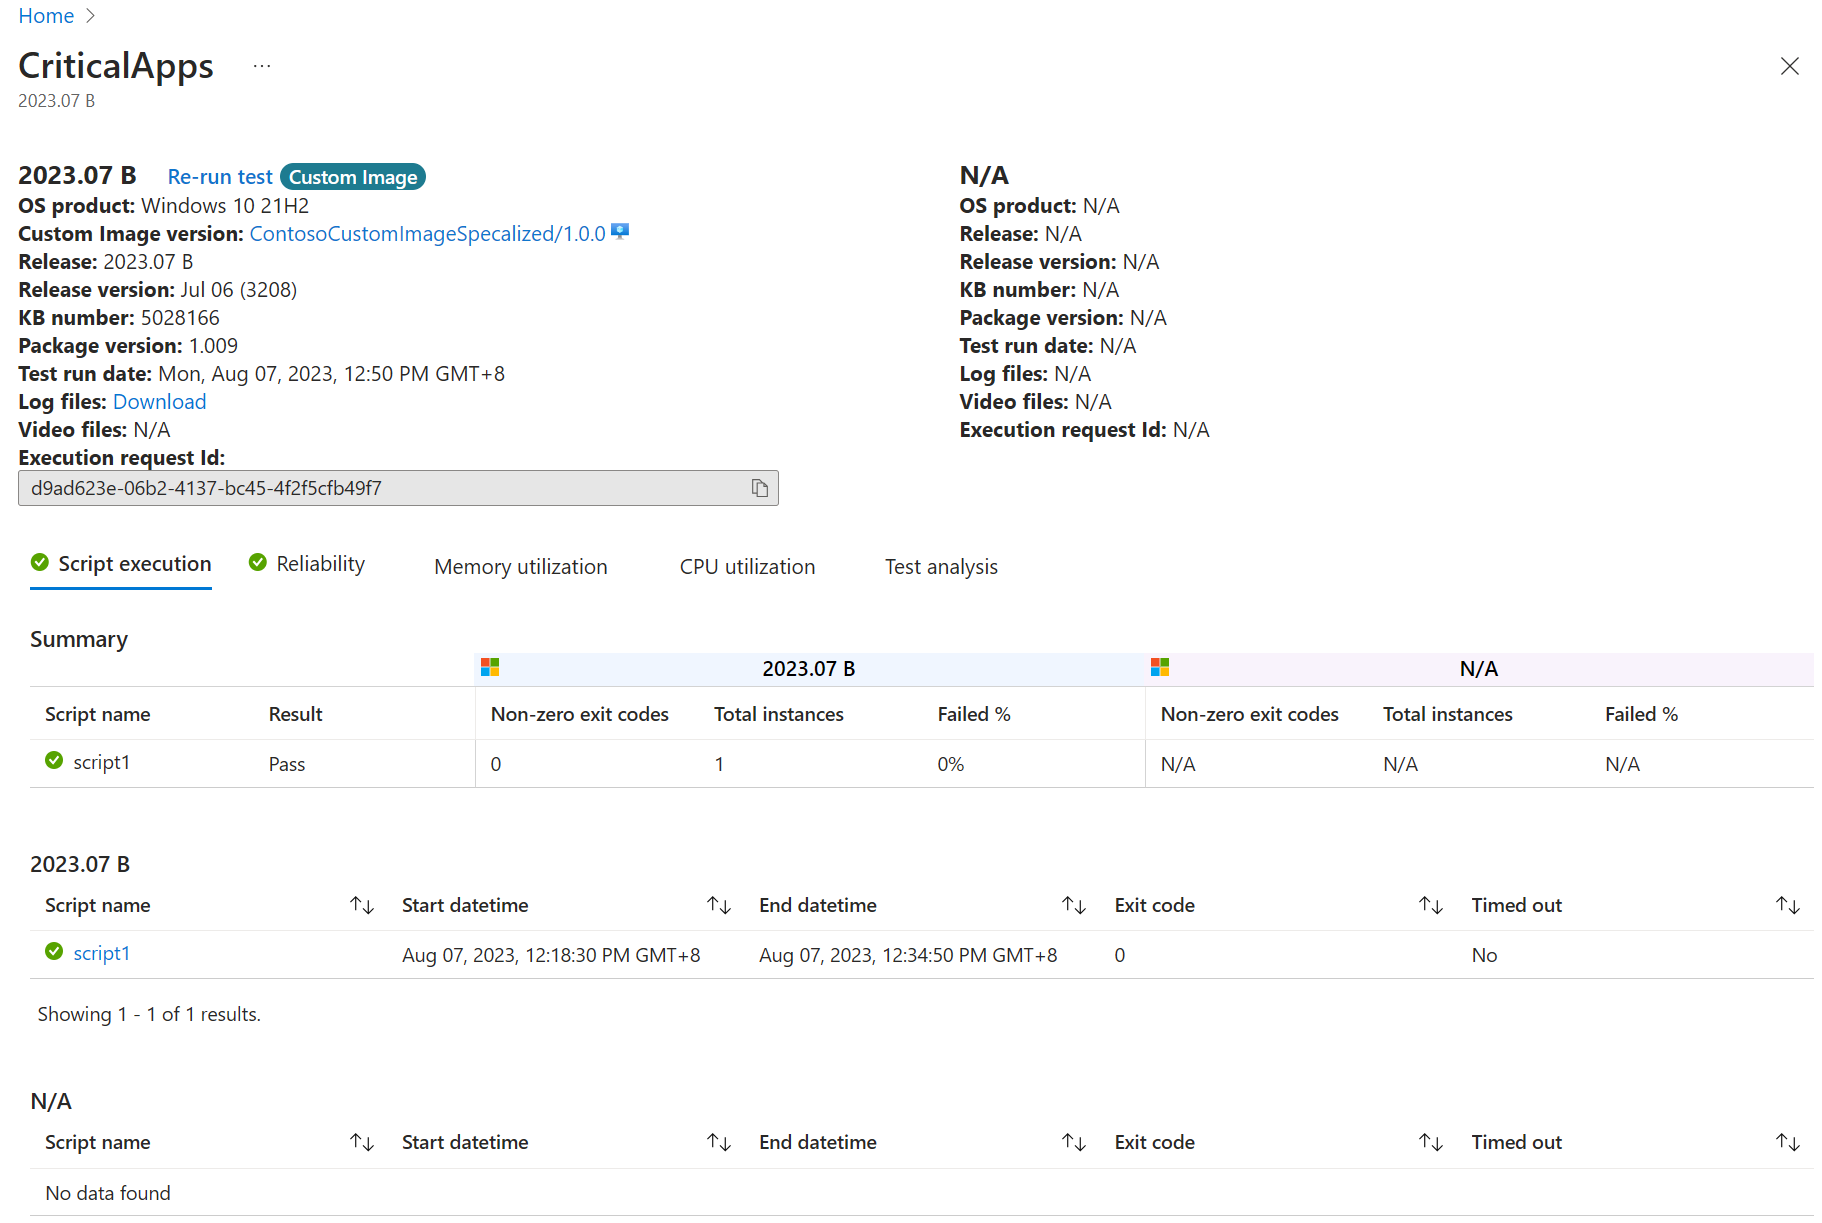 Home
CriticalApps
2023.07 B
2023.07 B Re-run test Custom Image
OS product: Windows 10 21H2
Custom Image version: ContosoCustomImageSpecalized/1.0.0
Release: 2023.07 B
Release version: Jul 06 (3208)
KB number: 5028166
Package version: 1.009
Test run date: Mon, Aug 07, 2023, 12:50 PM GMT+8
Log files: Download
Video files: N/A
Execution request Id:
d9ad623e-06b2-4137-bc45-4f2f5cfb49f7
N/A
OS product: N/A
Release: N/A
Release version: N/A
KB number: N/A
Package version: N/A
Test run date: N/A
Log files: N/A
Video files: N/A
Execution request Id: N/A
Script execution Reliability Memory utilization CPU utilization Test analysis
Summary
2023.07 B N/A
Script name Result Non-zero exit codes Total instances Failed % Non-zero exit codes Total instances Failed %
script1 Pass 0 1 0% N/A N/A N/A
2023.07 B
Script name Start datetime End datetime Exit code Timed out
script1 Aug 07, 2023, 12:18:30 PM GMT+8 Aug 07, 2023, 12:34:50 PM GMT+8 0 No
Showing 1 - 1 of 1 results.
N/A
Script name Start datetime End datetime Exit code Timed out
No data found